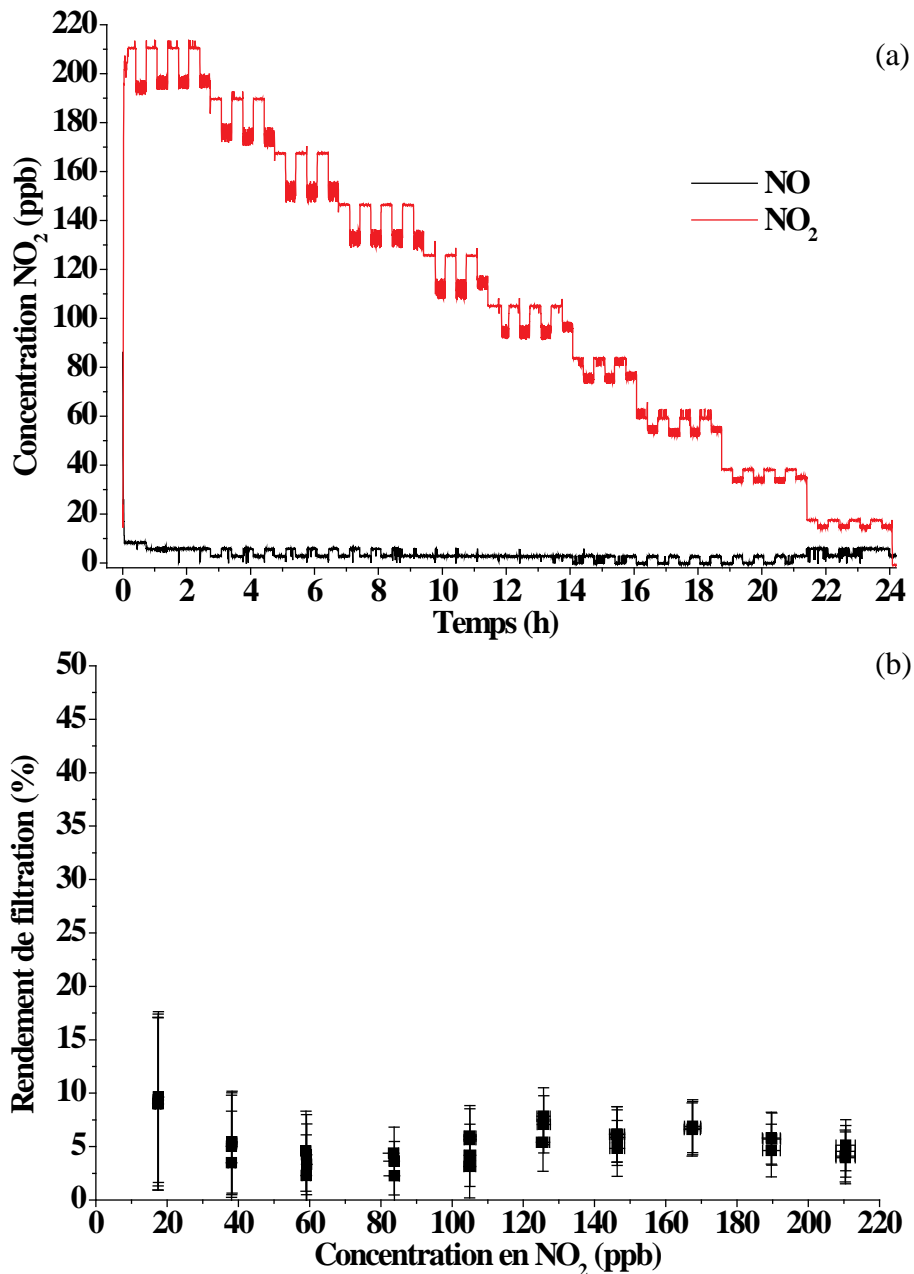 (a)
220
200
180
160
140
120
100
80
60
40
20
0
Concentration NO₂ (ppb)
NO
NO₂
0 2 4 6 8 10 12 14 16 18 20 22 24
Temps (h)
(b)
50
45
40
35
30
25
20
15
10
5
0
Rendement de filtration (%)
0 20 40 60 80 100 120 140 160 180 200 220
Concentration en NO₂ (ppb)